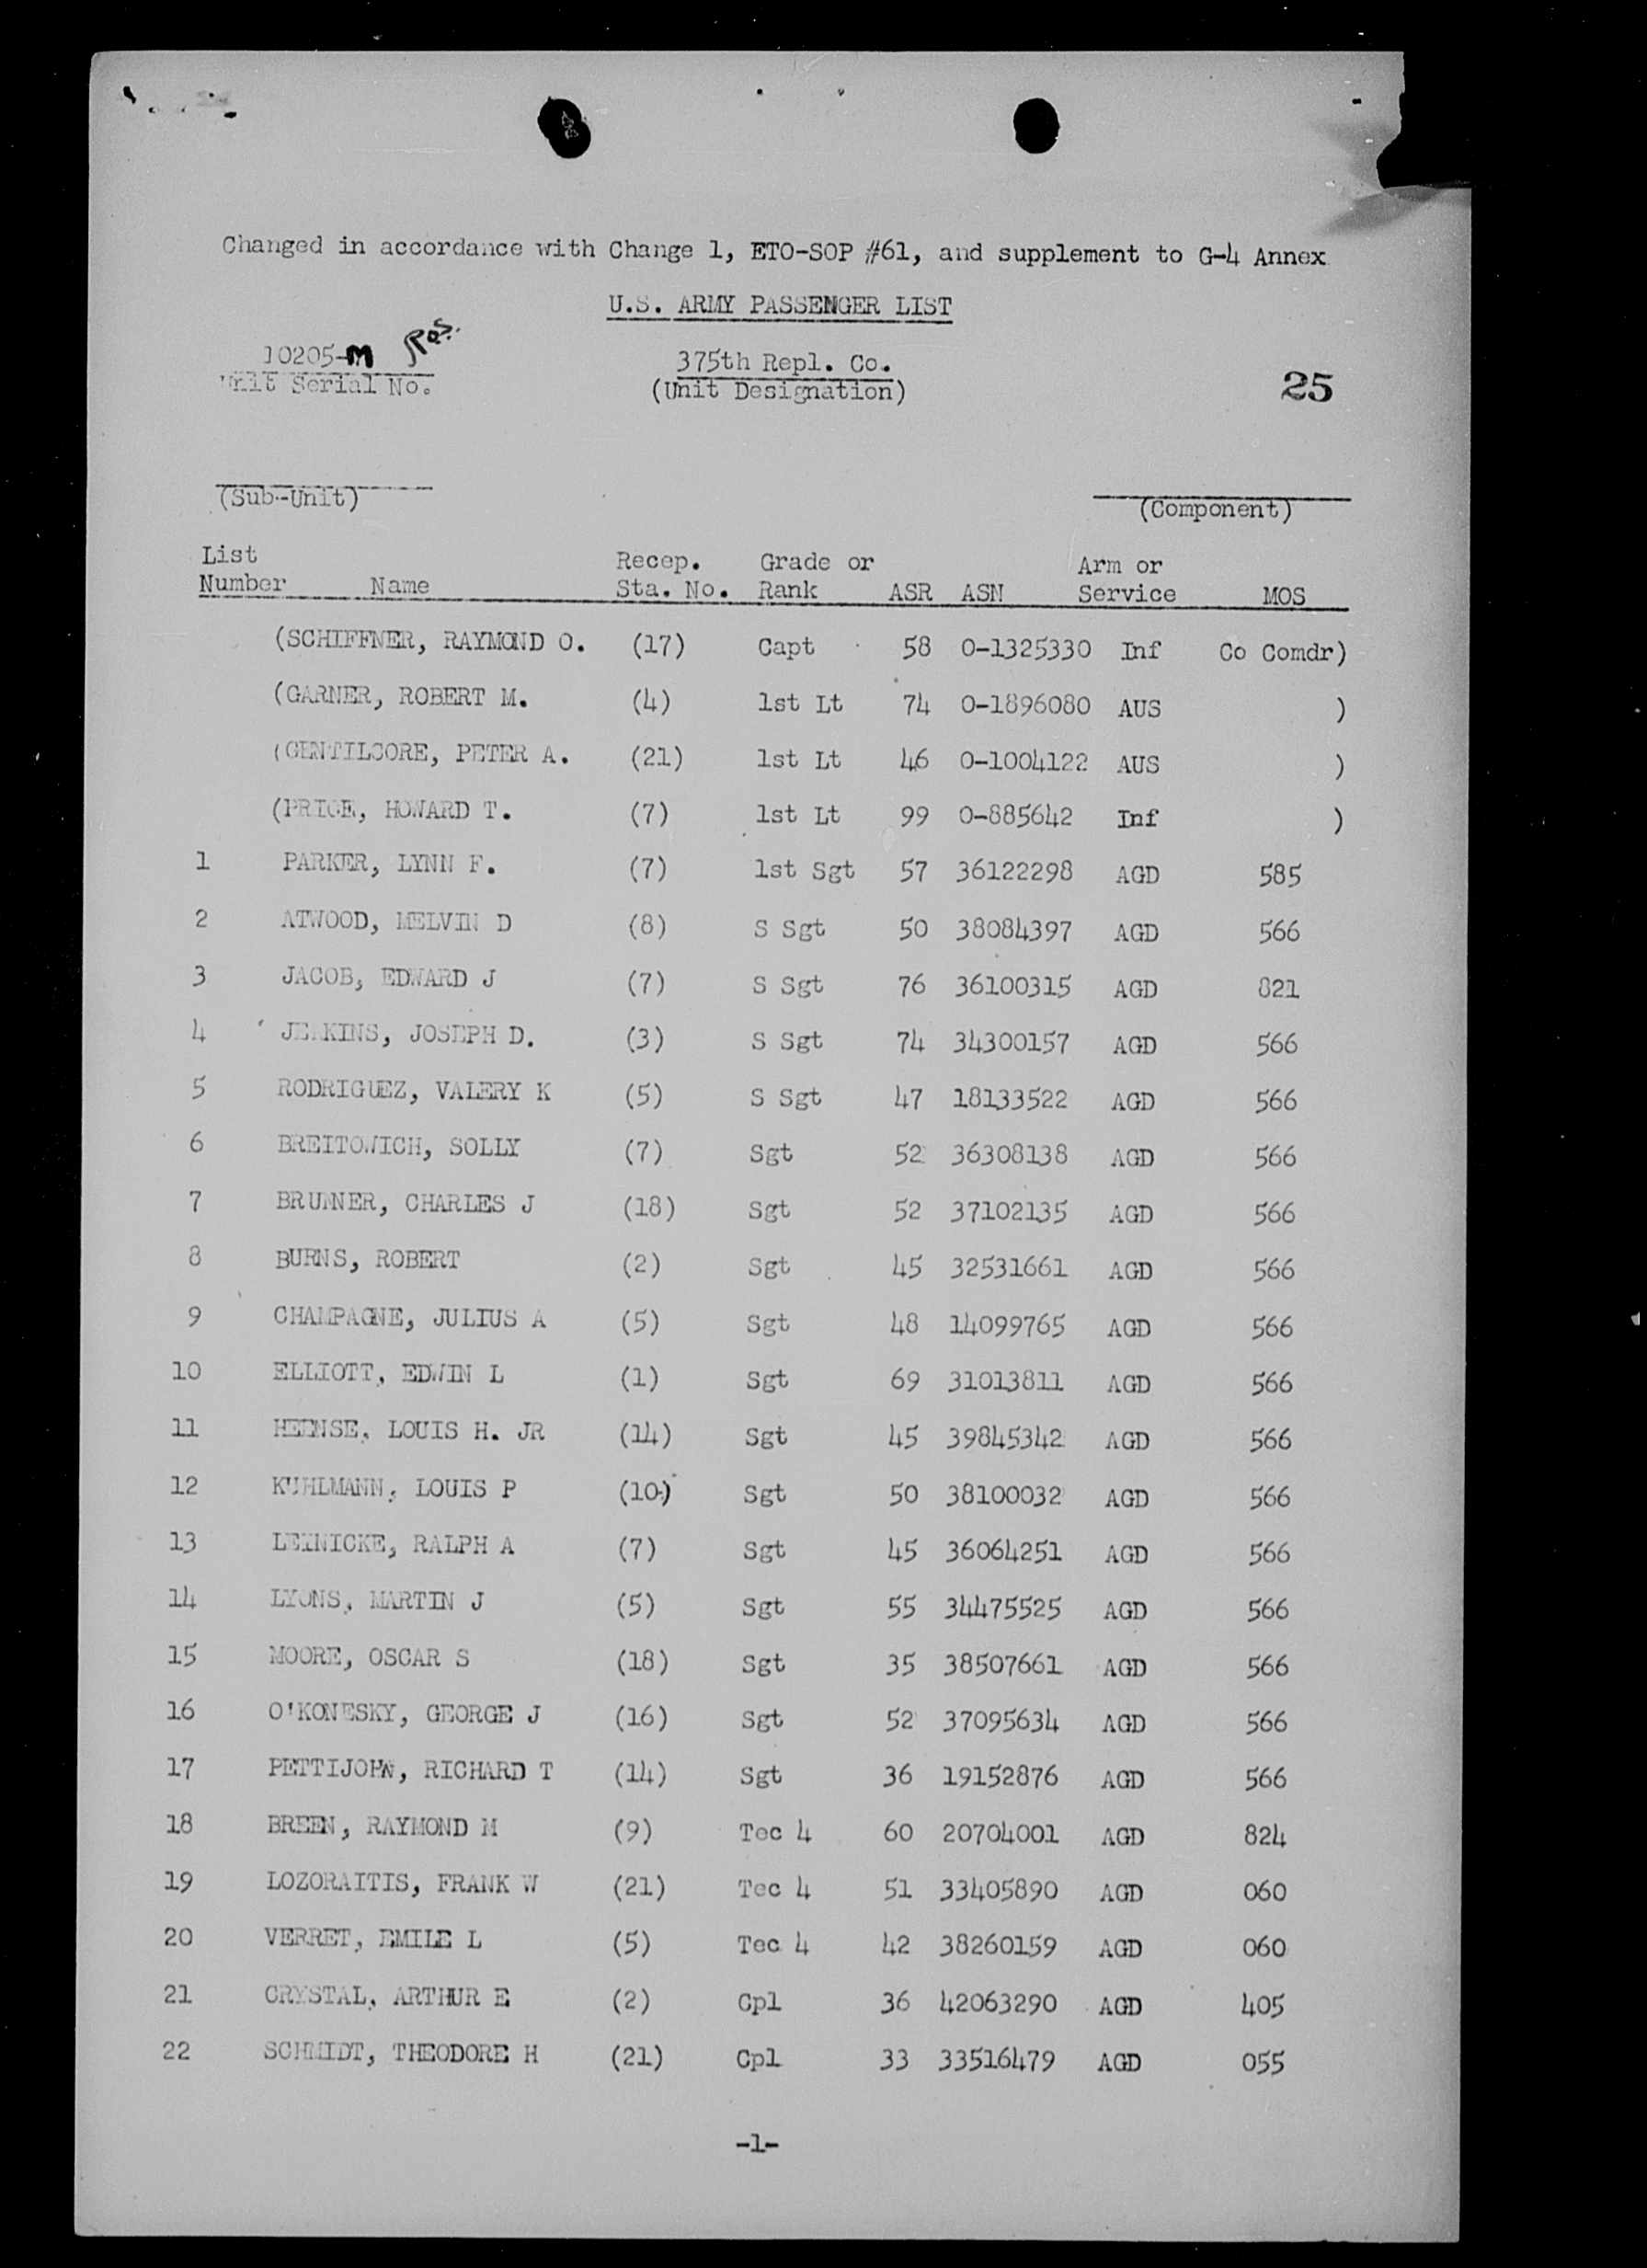 Changed in accordance with Change 1, ETO-SOP #61, and supplement to G-4 Annex
U.S. ARMY PASSENGER LIST
10205-M
Unit Serial No.
375th Repl. Co.
(Unit Designation)
25
(Sub-Unit)
(Component)
List Number Name Recep. Sta. No. Grade or Rank ASR ASN Arm or Service MOS
(SCHIFFNER, RAYMOND O. (17) Capt 58 O-1325330 Inf Co Comdr)
(GARNER, ROBERT M. (4) 1st Lt 74 O-1896080 AUS )
(GENTILCORE, PETER A. (21) 1st Lt 46 O-1004122 AUS )
(PRICE, HOWARD T. (7) 1st Lt 99 O-885642 Inf )
1 PARKER, LYNN F. (7) 1st Sgt 57 36122298 AGD 585
2 ATWOOD, MELVIN D (8) S Sgt 50 38084397 AGD 566
3 JACOB, EDWARD J (7) S Sgt 76 36100315 AGD 821
4 JENKINS, JOSEPH D. (3) S Sgt 74 34300157 AGD 566
5 RODRIGUEZ, VALERY K (5) S Sgt 47 18133522 AGD 566
6 BREITOWICH, SOLLY (7) Sgt 52 36308138 AGD 566
7 BRUNNER, CHARLES J (18) Sgt 52 37102135 AGD 566
8 BURNS, ROBERT (2) Sgt 45 32531661 AGD 566
9 CHAMPAGNE, JULIUS A (5) Sgt 48 14099765 AGD 566
10 ELLIOTT, EDWIN L (1) Sgt 69 31013811 AGD 566
11 HEENSE, LOUIS H. JR (14) Sgt 45 39845342 AGD 566
12 KUHLMANN, LOUIS P (10) Sgt 50 38100032 AGD 566
13 LEINICKE, RALPH A (7) Sgt 45 36064251 AGD 566
14 LYONS, MARTIN J (5) Sgt 55 34475525 AGD 566
15 MOORE, OSCAR S (18) Sgt 35 38507661 AGD 566
16 O'KONESKY, GEORGE J (16) Sgt 52 37095634 AGD 566
17 PETTIJOHN, RICHARD T (14) Sgt 36 19152876 AGD 566
18 BREEN, RAYMOND M (9) Tec 4 60 20704001 AGD 824
19 LOZORAITIS, FRANK W (21) Tec 4 51 33405890 AGD 060
20 VERRET, EMILE L (5) Tec 4 42 38260159 AGD 060
21 CRYSTAL, ARTHUR E (2) Cpl 36 42063290 AGD 405
22 SCHMIDT, THEODORE H (21) Cpl 33 33516479 AGD 055
-1-